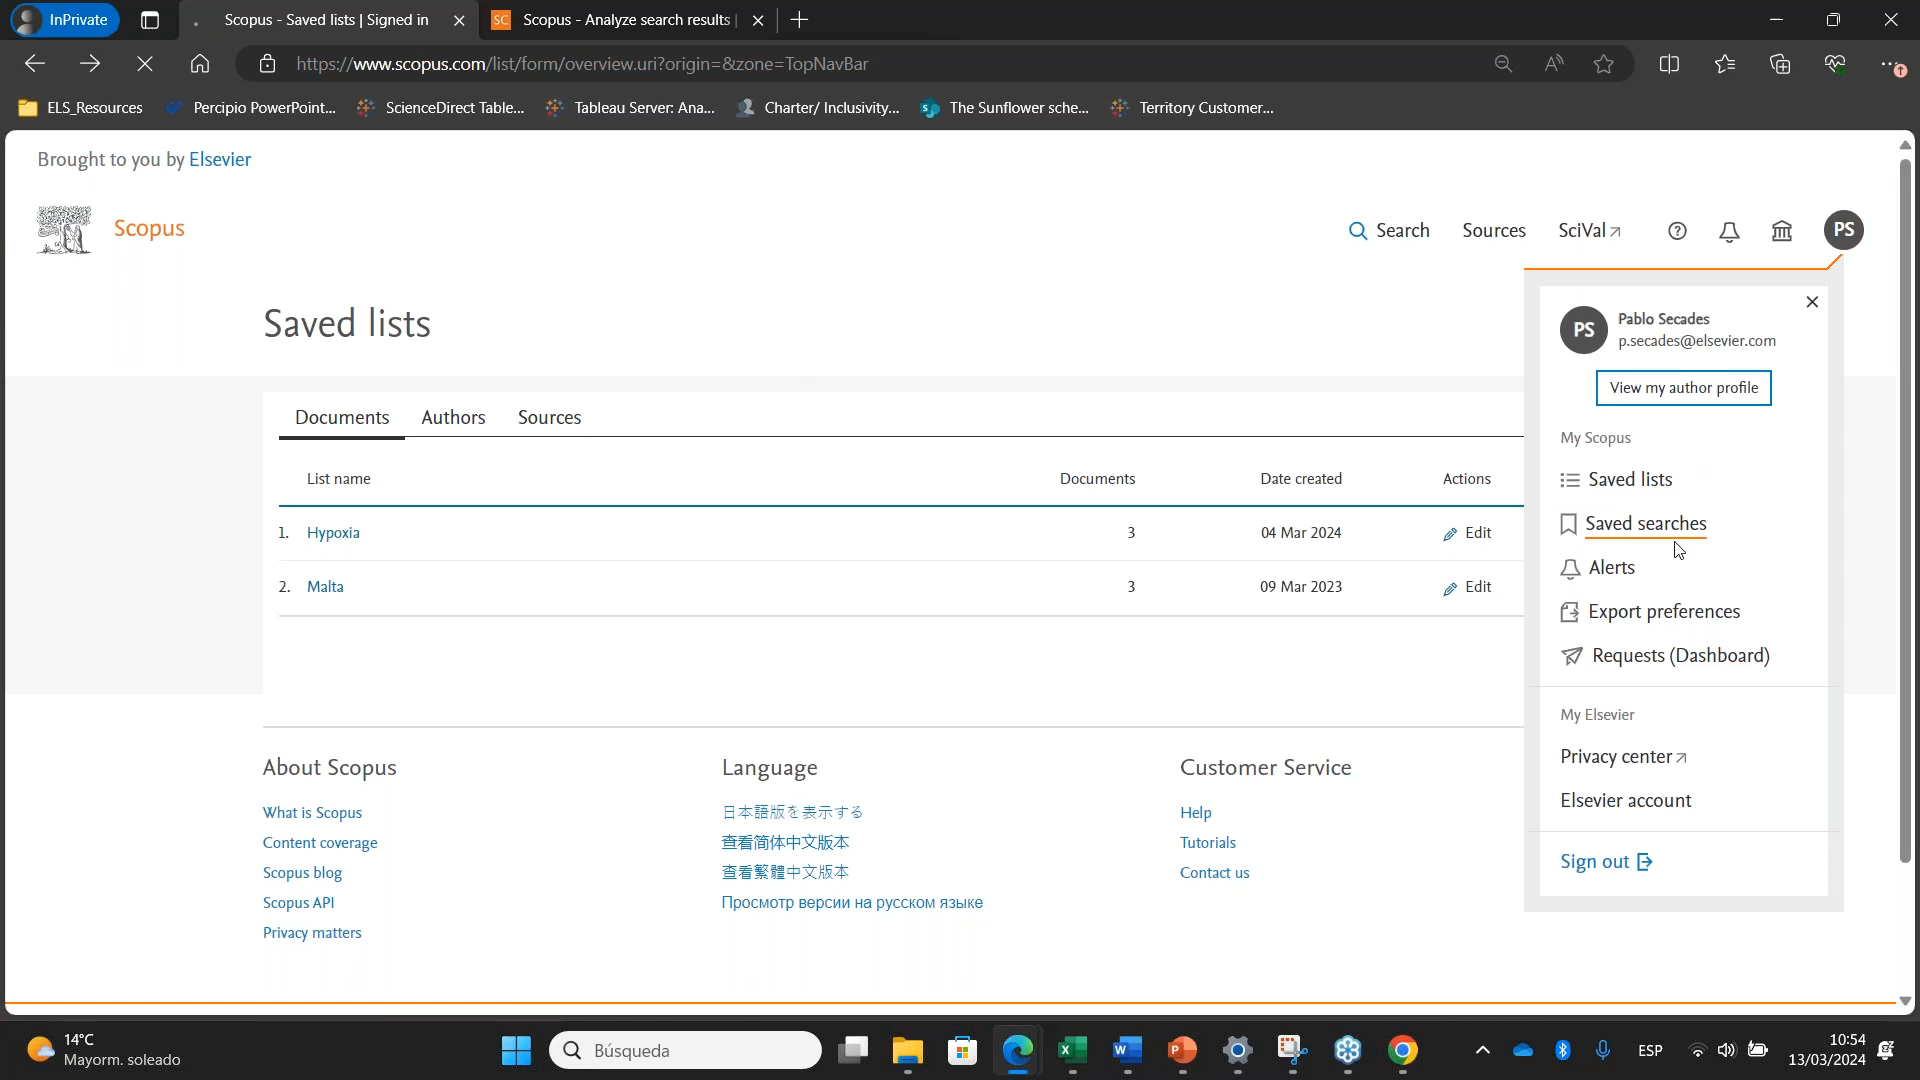 InPrivate
Scopus - Saved lists | Signed in
SC Scopus - Analyze search results |
https://www.scopus.com/list/form/overview.uri?origin=&zone=TopNavBar
ELS_Resources
Percipio PowerPoint...
ScienceDirect Table...
Tableau Server: Ana...
Charter/ Inclusivity...
The Sunflower sche...
Territory Customer...
Brought to you by Elsevier
Scopus
Search
Sources
SciVal
PS
Saved lists
PS
Pablo Secades
p.secades@elsevier.com
View my author profile
My Scopus
Saved lists
Saved searches
Alerts
Export preferences
Requests (Dashboard)
My Elsevier
Privacy center
Elsevier account
Sign out
Documents
Authors
Sources
List name
Documents
Date created
Actions
1. Hypoxia 3 04 Mar 2024 Edit
2. Malta 3 09 Mar 2023 Edit
About Scopus
What is Scopus
Content coverage
Scopus blog
Scopus API
Privacy matters
Language
日本語版を表示する
查看简体中文版本
查看繁體中文版本
Просмотр версии на русском языке
Customer Service
Help
Tutorials
Contact us
14°C
Mayorm. soleado
Búsqueda
ESP
10:54
13/03/2024